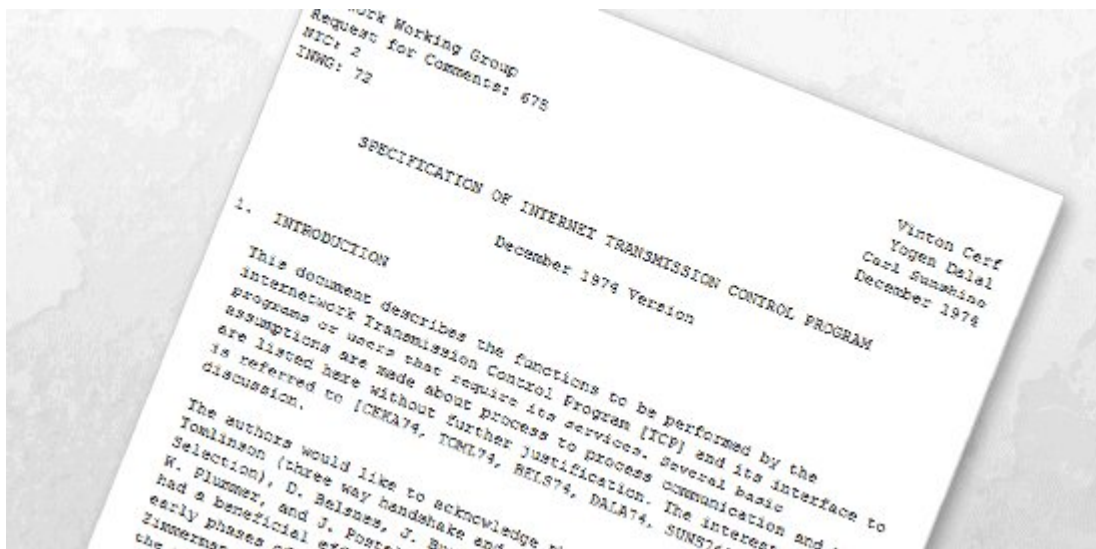 Working Group
Request for Comments: 675
NIC: 2
INWG: 72
Vinton Cerf
Yogen Dalal
Carl Sunshine
December 1974
SPECIFICATION OF INTERNET TRANSMISSION CONTROL PROGRAM
December 1974 Version
1. INTRODUCTION
This document describes the functions to be performed by the
internetwork Transmission Control Program [TCP] and its interface to
programs or users that require its services. Several basic
assumptions are made about process to process communication and
are listed here without further justification. The
is referred to [CEKA74, TOML74, BELS74, DALA74, SUNS74
discussion.
The authors would like to acknowledge
Tomlinson (three way handshake and
Selection), D. Belsnes, J.
W. Plummer, and J. Postel
had a beneficial
early phases
the